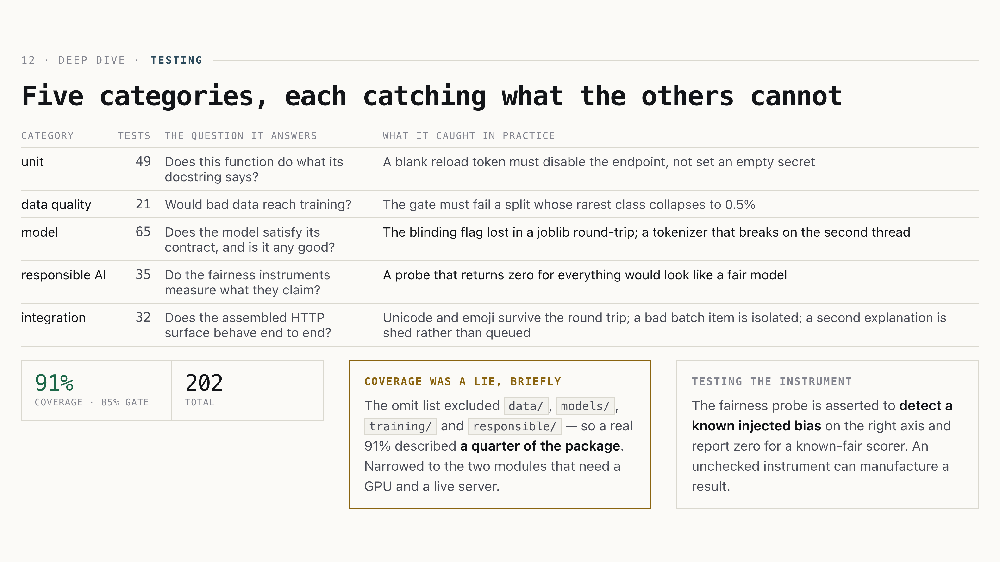 12 · DEEP DIVE · TESTING
Five categories, each catching what the others cannot
CATEGORY TESTS THE QUESTION IT ANSWERS WHAT IT CAUGHT IN PRACTICE
unit 49 Does this function do what its A blank reload token must disable the endpoint, not set an empty secret
docstring says?
data quality 21 Would bad data reach training? The gate must fail a split whose rarest class collapses to 0.5%
model 65 Does the model satisfy its The blinding flag lost in a joblib round-trip; a tokenizer that breaks on the second thread
contract, and is it any good?
responsible AI 35 Do the fairness instruments A probe that returns zero for everything would look like a fair model
measure what they claim?
integration 32 Does the assembled HTTP Unicode and emoji survive the round trip; a bad batch item is isolated; a second explanation is
surface behave end to end? shed rather than queued
91%
COVERAGE · 85% GATE
202
TOTAL
COVERAGE WAS A LIE, BRIEFLY
The omit list excluded data/, models/,
training/ and responsible/ — so a real
91% described a quarter of the package.
Narrowed to the two modules that need a
GPU and a live server.
TESTING THE INSTRUMENT
The fairness probe is asserted to detect a
known injected bias on the right axis and
report zero for a known-fair scorer. An
unchecked instrument can manufacture a
result.